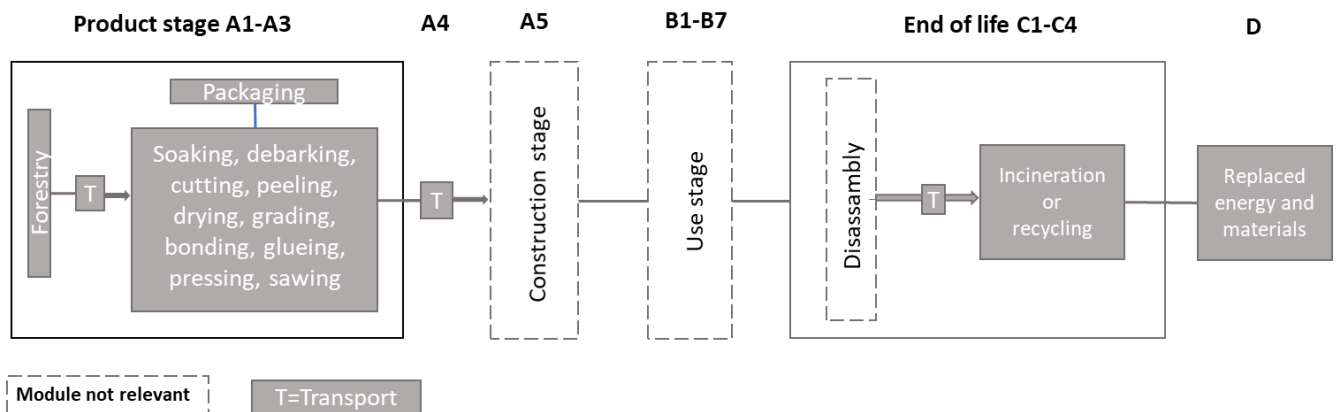 Product stage A1-A3
A4
A5
B1-B7
End of life C1-C4
D
Packaging
Forestry
T
Soaking, debarking,
cutting, peeling,
drying, grading,
bonding, glueing,
pressing, sawing
T
Construction stage
Use stage
Disassambly
T
Incineration
or
recycling
Replaced
energy and
materials
Module not relevant
T=Transport